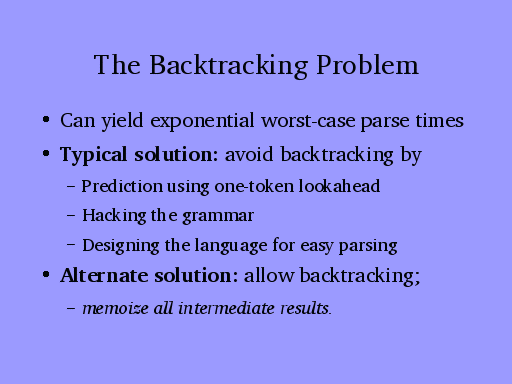 The Backtracking Problem
• Can yield exponential worst-case parse times
• Typical solution: avoid backtracking by
– Prediction using one-token lookahead
– Hacking the grammar
– Designing the language for easy parsing
• Alternate solution: allow backtracking;
– memoize all intermediate results.